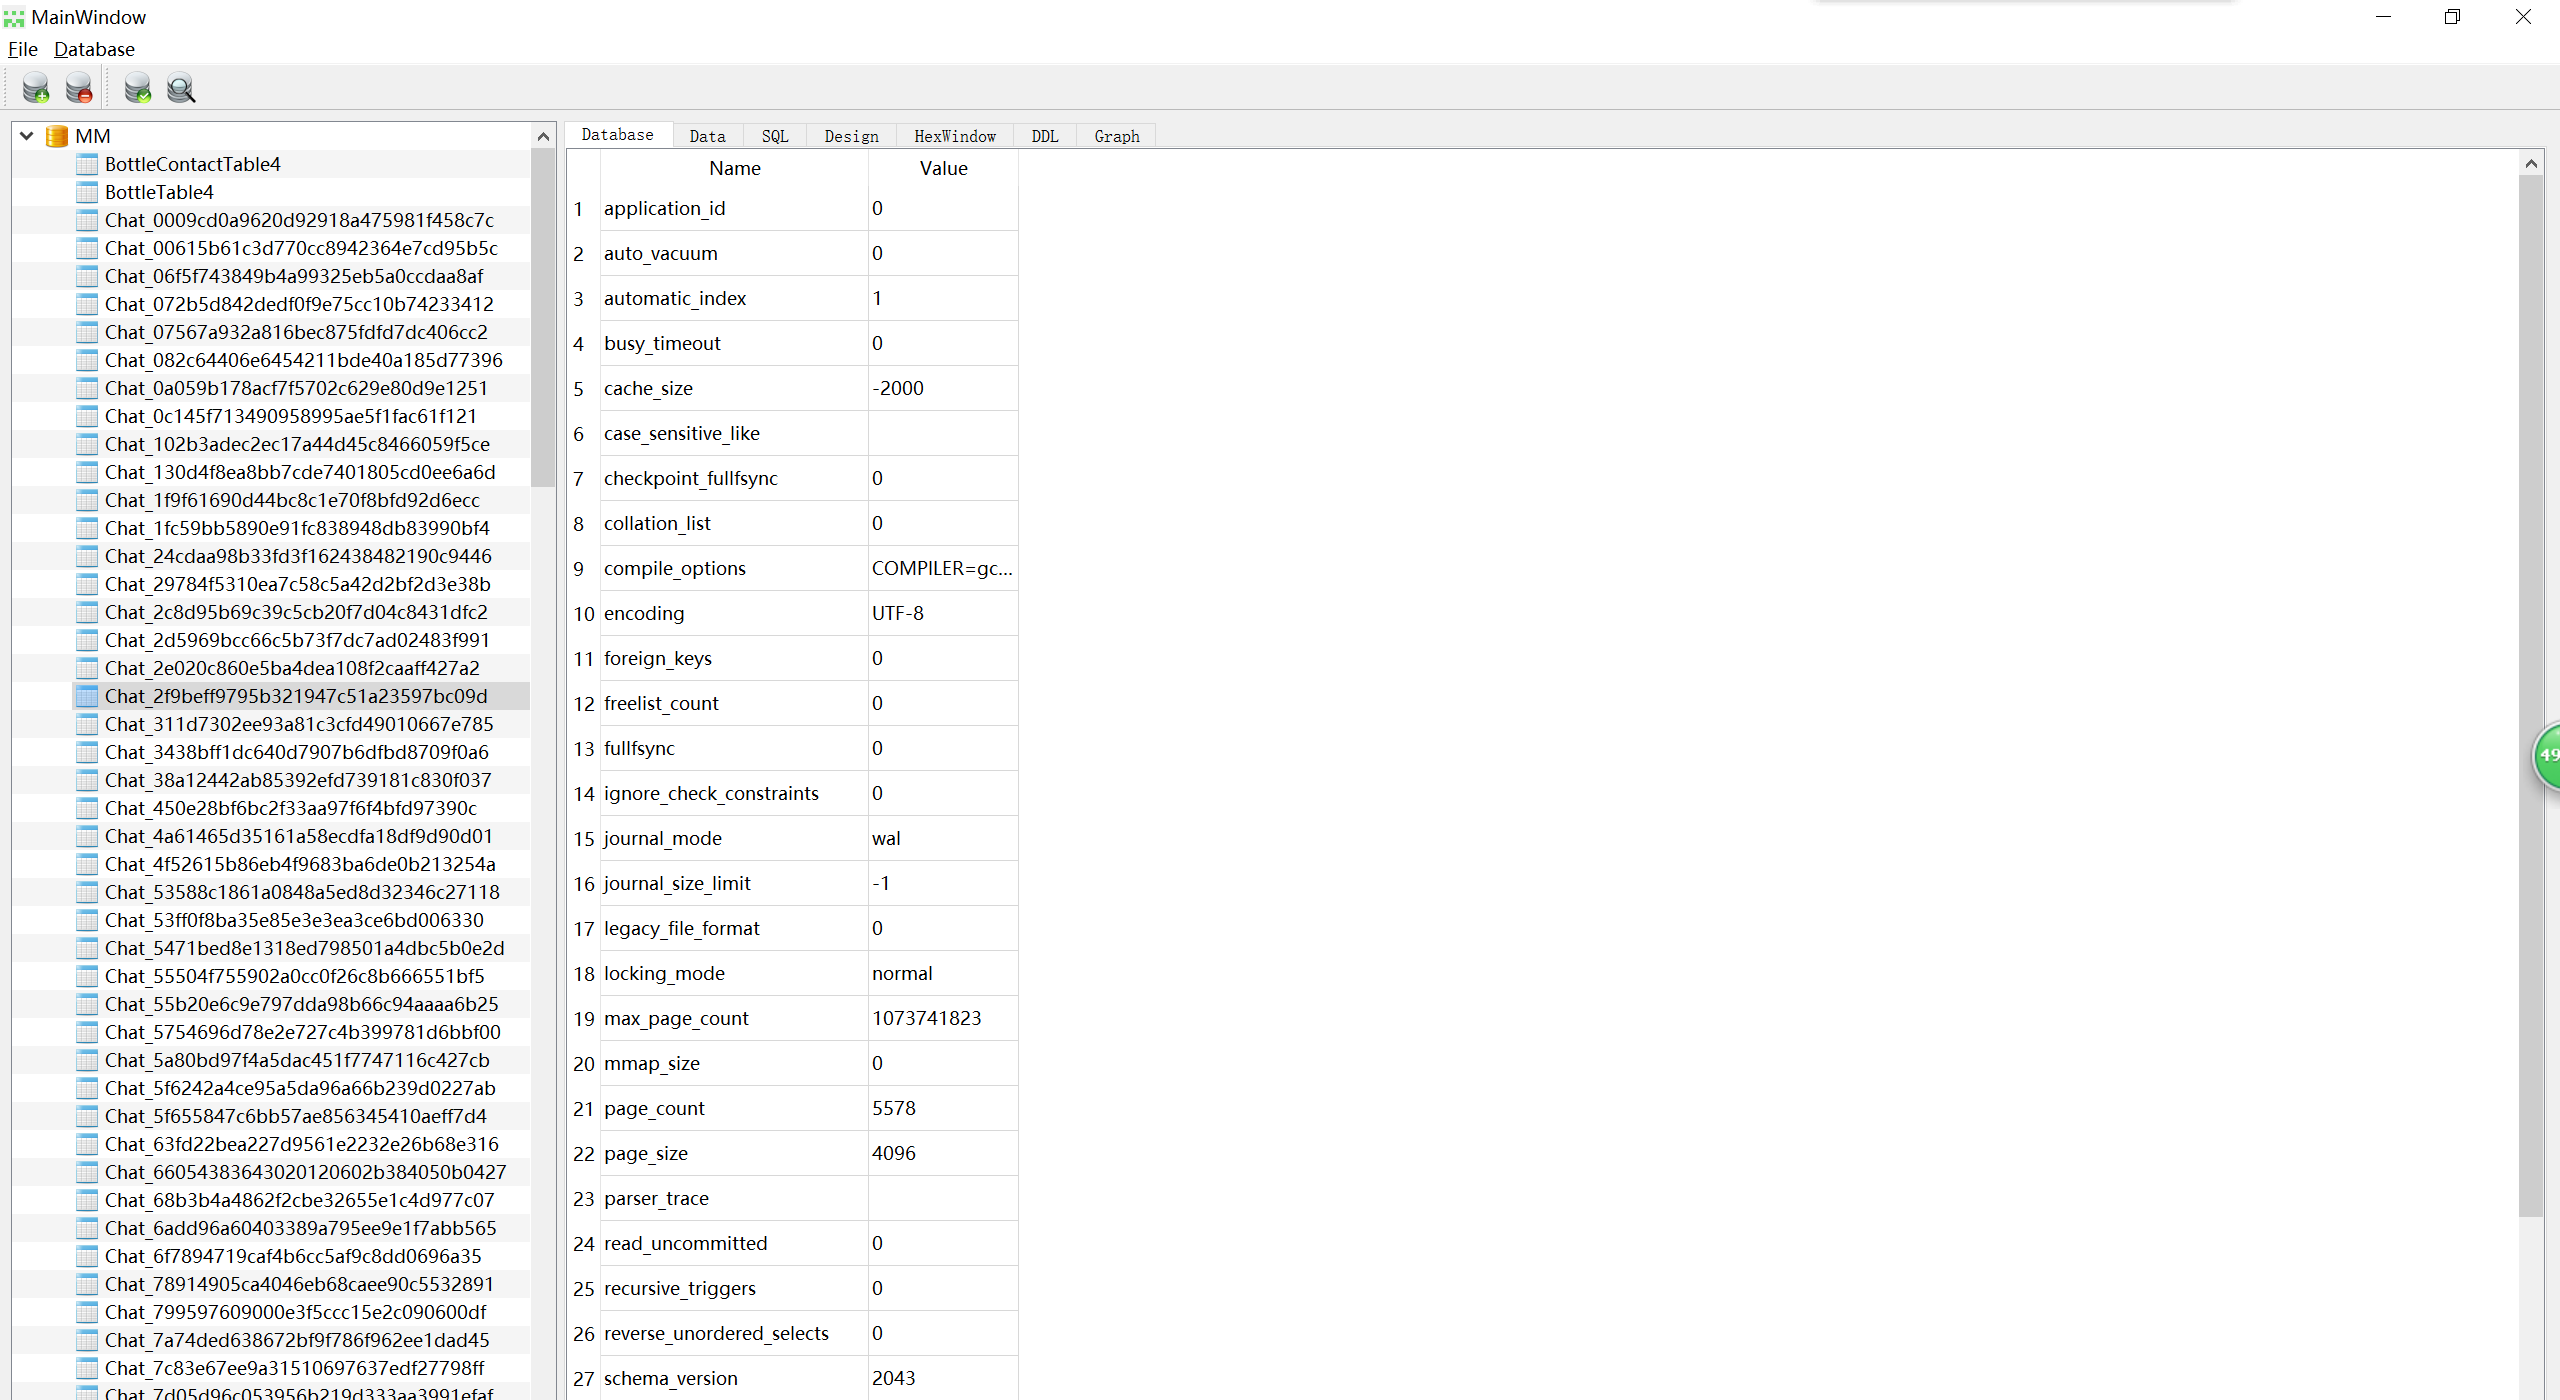 MainWindow
File Database
MM
BottleContactTable4
BottleTable4
Chat_0009cd0a9620d92918a475981f458c7c
Chat_00615b61c3d770cc8942364e7cd95b5c
Chat_06f5f743849b4a99325eb5a0ccdaa8af
Chat_072b5d842dedf0f9e75cc10b74233412
Chat_07567a932a816bec875fdfd7dc406cc2
Chat_082c64406e6454211bde40a185d77396
Chat_0a059b178acf7f5702c629e80d9e1251
Chat_0c145f713490958995ae5f1fac61f121
Chat_102b3adec2ec17a44d45c8466059f5ce
Chat_130d4f8ea8bb7cde7401805cd0ee6a6d
Chat_1f9f61690d44bc8c1e70f8bfd92d6ecc
Chat_1fc59bb5890e91fc838948db83990bf4
Chat_24cdaa98b33fd3f162438482190c9446
Chat_29784f5310ea7c58c5a42d2bf2d3e38b
Chat_2c8d95b69c39c5cb20f7d04c8431dfc2
Chat_2d5969bcc66c5b73f7dc7ad02483f991
Chat_2e020c860e5ba4dea108f2caaff427a2
Chat_2f9beff9795b321947c51a23597bc09d
Chat_311d7302ee93a81c3cfd49010667e785
Chat_3438bff1dc640d7907b6dfbd8709f0a6
Chat_38a12442ab85392efd739181c830f037
Chat_450e28bf6bc2f33aa97f6f4bfd97390c
Chat_4a61465d35161a58ecdfa18df9d90d01
Chat_4f52615b86eb4f9683ba6de0b213254a
Chat_53588c1861a0848a5ed8d32346c27118
Chat_53ff0f8ba35e85e3e3ea3ce6bd006330
Chat_5471bed8e1318ed798501a4dbc5b0e2d
Chat_55504f755902a0cc0f26c8b666551bf5
Chat_55b20e6c9e797dda98b66c94aaaa6b25
Chat_5754696d78e2e727c4b399781d6bbf00
Chat_5a80bd97f4a5dac451f7747116c427cb
Chat_5f6242a4ce95a5da96a66b239d0227ab
Chat_5f655847c6bb57ae856345410aeff7d4
Chat_63fd22bea227d9561e2232e26b68e316
Chat_66054383643020120602b384050b0427
Chat_68b3b4a4862f2cbe32655e1c4d977c07
Chat_6add96a60403389a795ee9e1f7abb565
Chat_6f7894719caf4b6cc5af9c8dd0696a35
Chat_78914905ca4046eb68caee90c5532891
Chat_799597609000e3f5ccc15e2c090600df
Chat_7a74ded638672bf9f786f962ee1dad45
Chat_7c83e67ee9a31510697637edf27798ff
Chat_7d05d96c053956b219d333aa3991efaf
Database Data SQL Design HexWindow DDL Graph
Name Value
1 application_id 0
2 auto_vacuum 0
3 automatic_index 1
4 busy_timeout 0
5 cache_size -2000
6 case_sensitive_like
7 checkpoint_fullfsync 0
8 collation_list 0
9 compile_options COMPILER=gc...
10 encoding UTF-8
11 foreign_keys 0
12 freelist_count 0
13 fullfsync 0
14 ignore_check_constraints 0
15 journal_mode wal
16 journal_size_limit -1
17 legacy_file_format 0
18 locking_mode normal
19 max_page_count 1073741823
20 mmap_size 0
21 page_count 5578
22 page_size 4096
23 parser_trace
24 read_uncommitted 0
25 recursive_triggers 0
26 reverse_unordered_selects 0
27 schema_version 2043
49